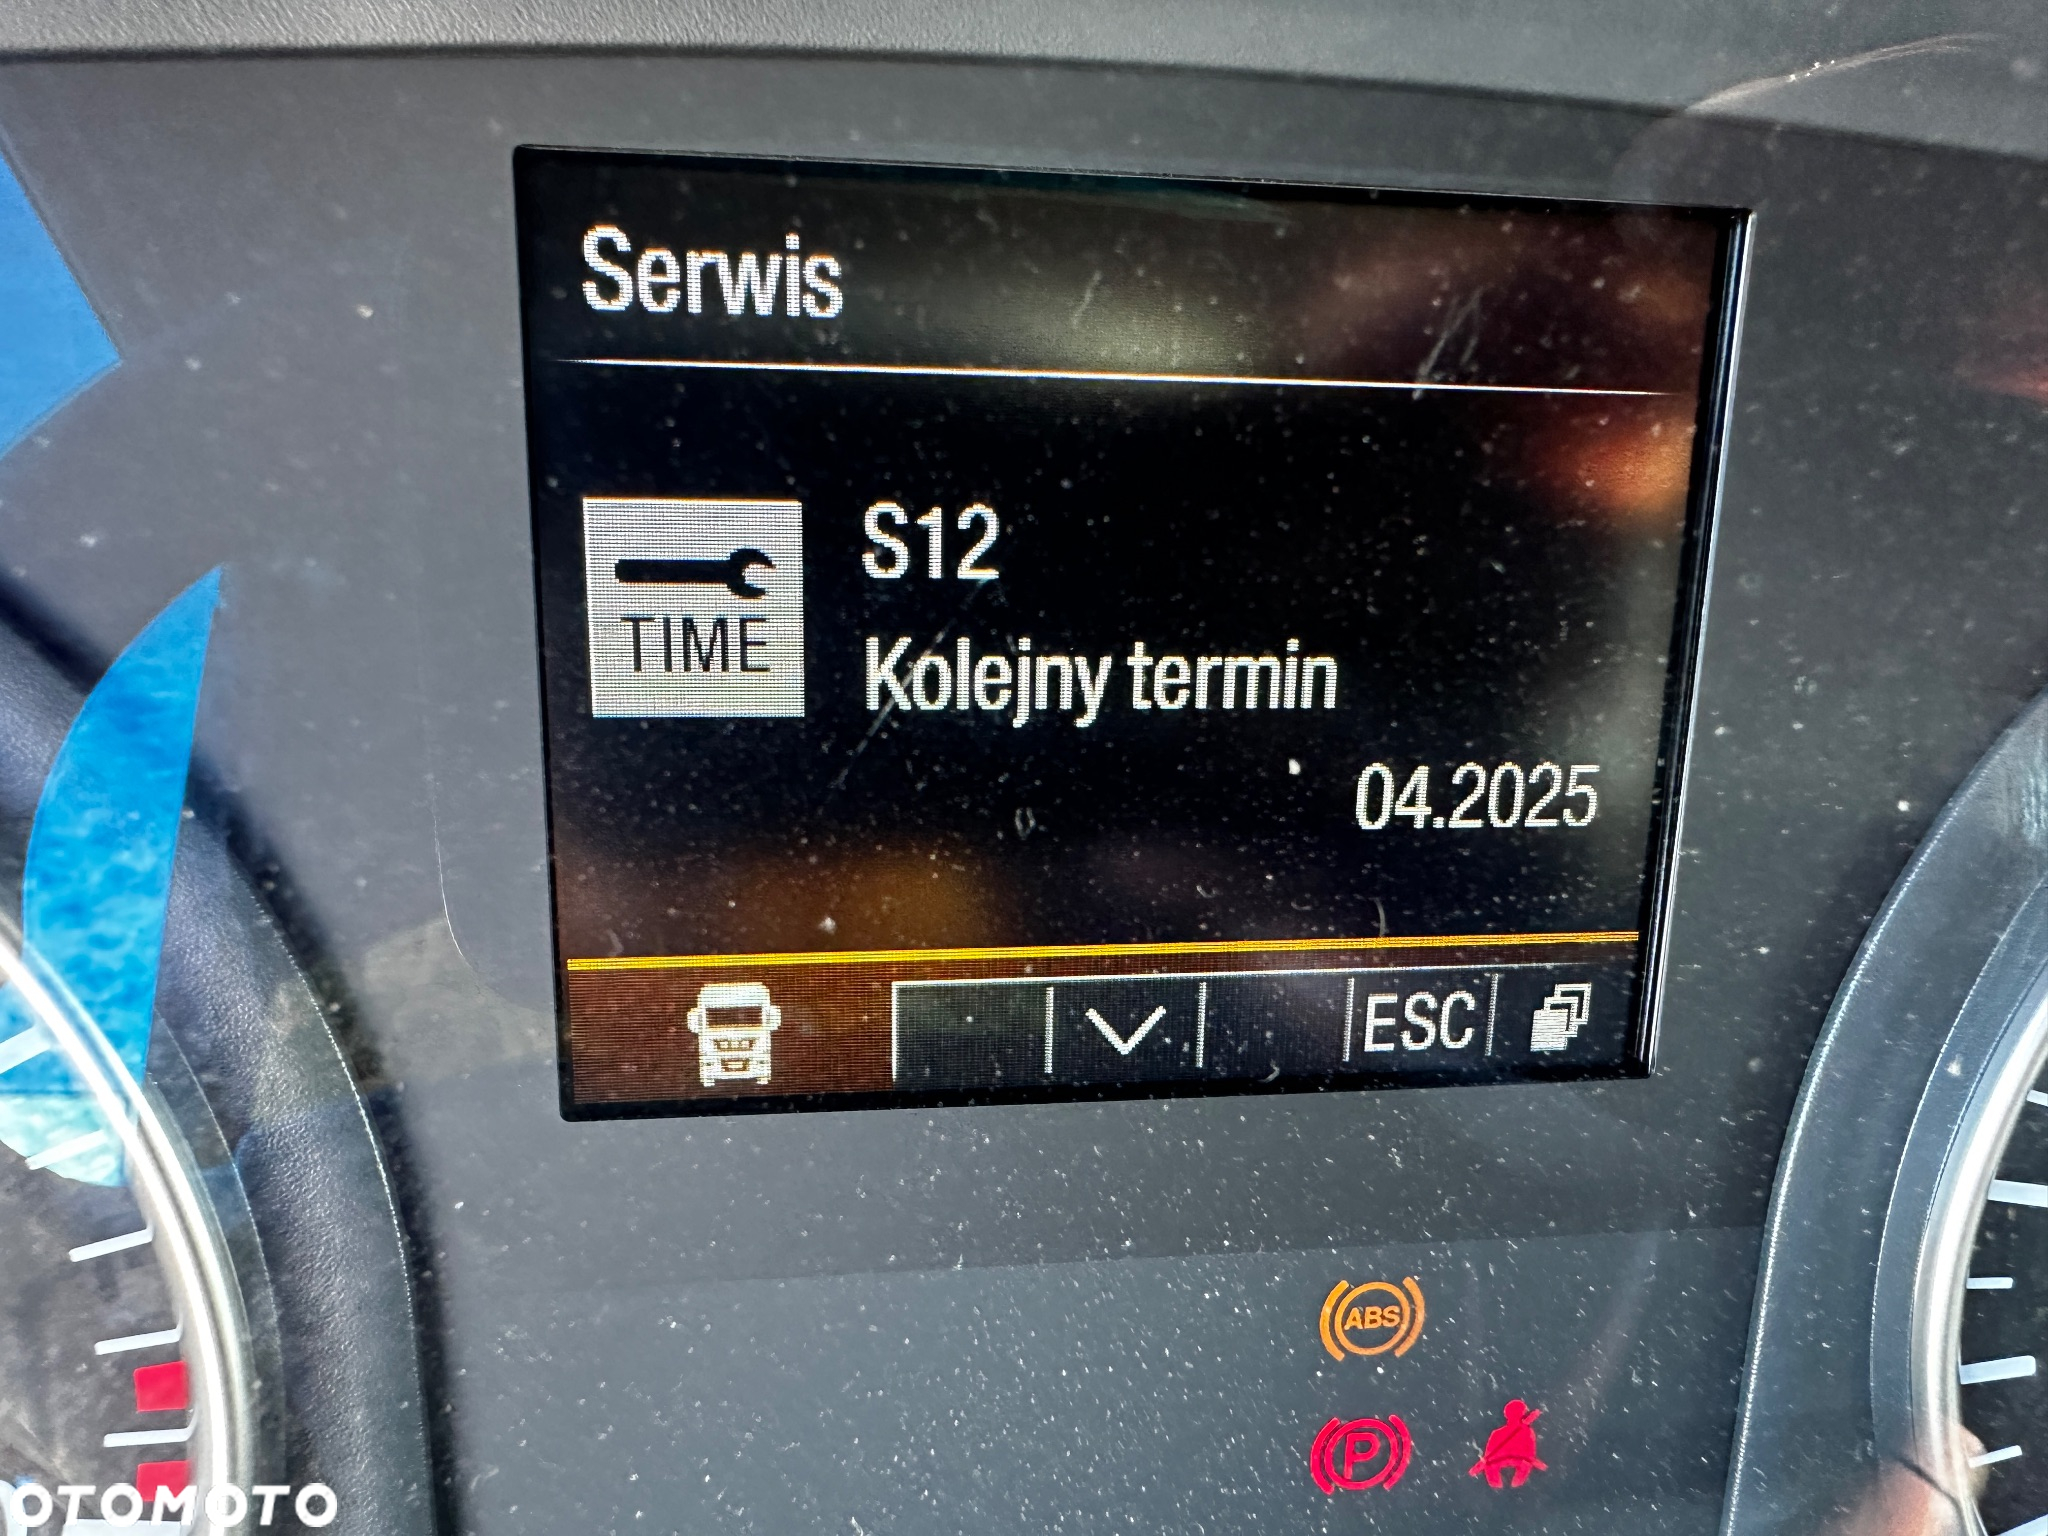 Serwis
S12
TIME
Kolejny termin
04.2025
ESC
ABS
P
OTOMOTO